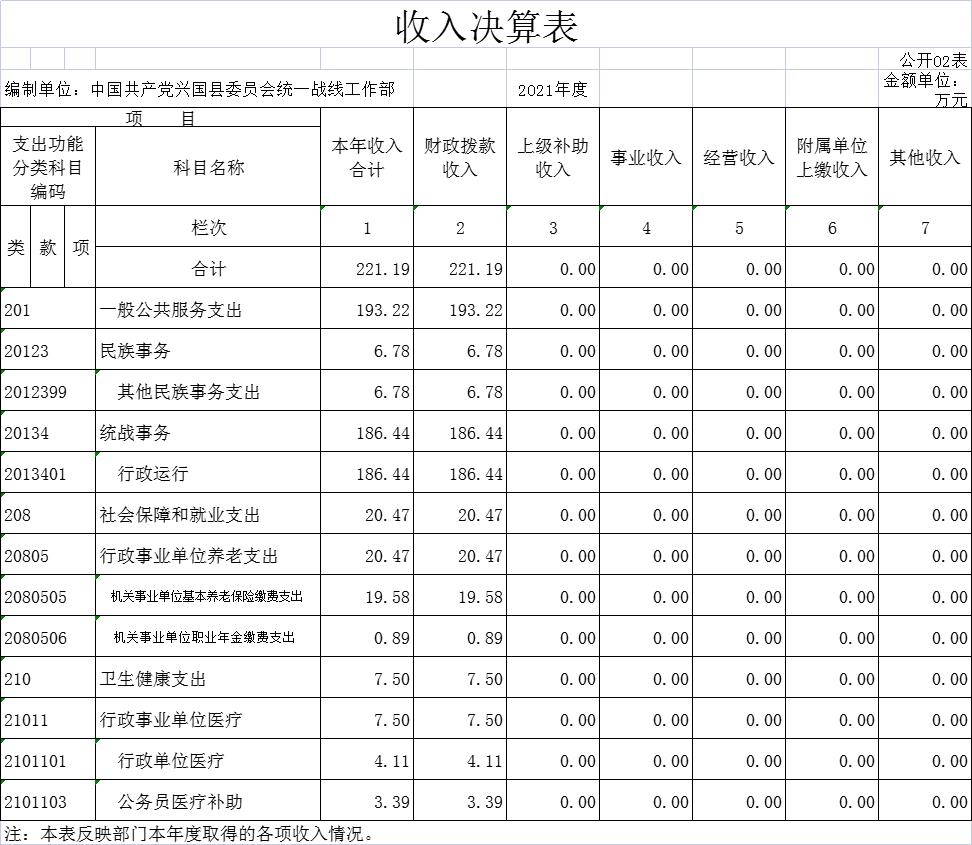 收入决算表
公开02表
编制单位：中国共产党兴国县委员会统一战线工作部 2021年度 金额单位：万元
项 目 本年收入合计 财政拨款收入 上级补助收入 事业收入 经营收入 附属单位上缴收入 其他收入
支出功能分类科目编码 科目名称
类 款 项 栏次 1 2 3 4 5 6 7
合计 221.19 221.19 0.00 0.00 0.00 0.00 0.00
201 一般公共服务支出 193.22 193.22 0.00 0.00 0.00 0.00 0.00
20123 民族事务 6.78 6.78 0.00 0.00 0.00 0.00 0.00
2012399 其他民族事务支出 6.78 6.78 0.00 0.00 0.00 0.00 0.00
20134 统战事务 186.44 186.44 0.00 0.00 0.00 0.00 0.00
2013401 行政运行 186.44 186.44 0.00 0.00 0.00 0.00 0.00
208 社会保障和就业支出 20.47 20.47 0.00 0.00 0.00 0.00 0.00
20805 行政事业单位养老支出 20.47 20.47 0.00 0.00 0.00 0.00 0.00
2080505 机关事业单位基本养老保险缴费支出 19.58 19.58 0.00 0.00 0.00 0.00 0.00
2080506 机关事业单位职业年金缴费支出 0.89 0.89 0.00 0.00 0.00 0.00 0.00
210 卫生健康支出 7.50 7.50 0.00 0.00 0.00 0.00 0.00
21011 行政事业单位医疗 7.50 7.50 0.00 0.00 0.00 0.00 0.00
2101101 行政单位医疗 4.11 4.11 0.00 0.00 0.00 0.00 0.00
2101103 公务员医疗补助 3.39 3.39 0.00 0.00 0.00 0.00 0.00
注：本表反映部门本年度取得的各项收入情况。